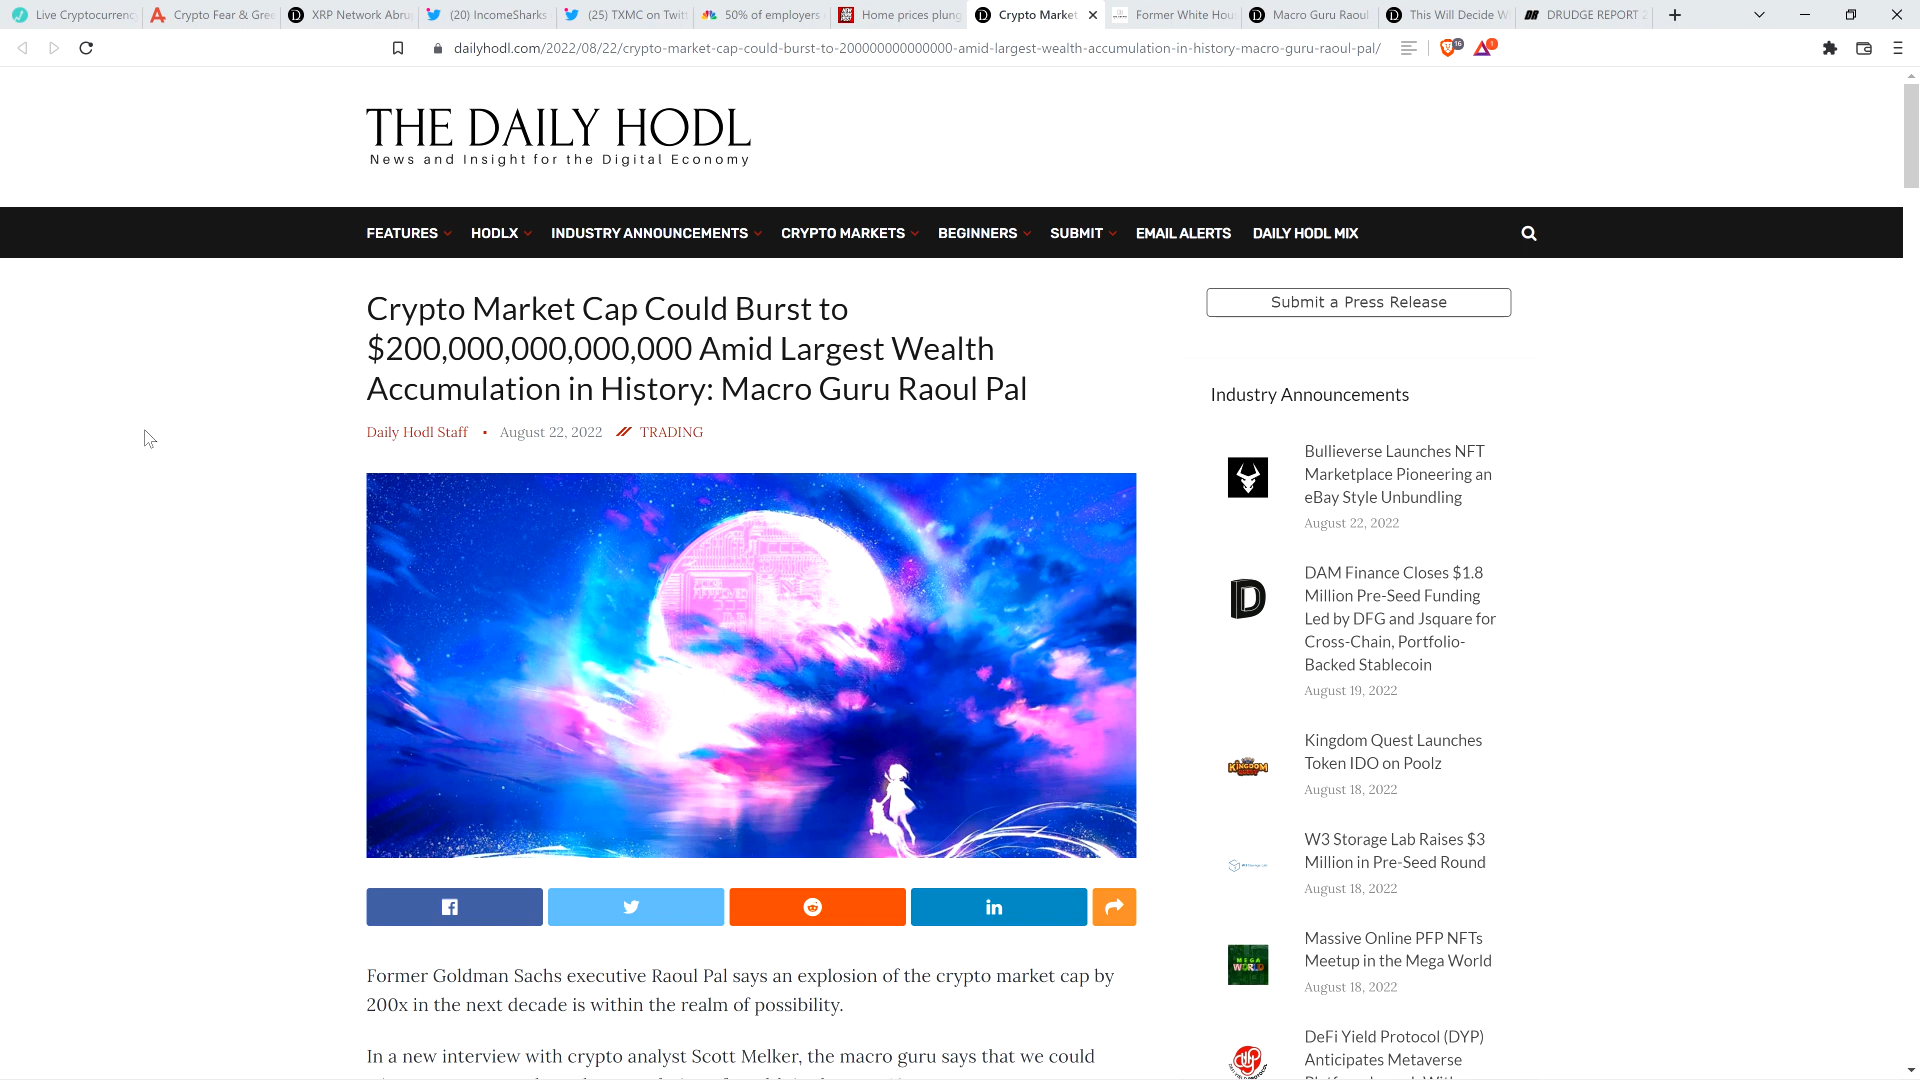 Live Cryptocurrenc
Crypto Fear & Gree
XRP Network Abru
(20) IncomeSharks
(25) TXMC on Twitt
50% of employers
Home prices plung
Crypto Market
Former White Hou
Macro Guru Raoul
This Will Decide W
DRUDGE REPORT 2
dailyhodl.com/2022/08/22/crypto-market-cap-could-burst-to-200000000000000-amid-largest-wealth-accumulation-in-history-macro-guru-raoul-pal/
16
1
THE DAILY HODL
News and Insight for the Digital Economy
FEATURES HODLX INDUSTRY ANNOUNCEMENTS CRYPTO MARKETS BEGINNERS SUBMIT EMAIL ALERTS DAILY HODL MIX
Crypto Market Cap Could Burst to
$200,000,000,000,000 Amid Largest Wealth
Accumulation in History: Macro Guru Raoul Pal
Daily Hodl Staff • August 22, 2022 TRADING
Former Goldman Sachs executive Raoul Pal says an explosion of the crypto market cap by
200x in the next decade is within the realm of possibility.
In a new interview with crypto analyst Scott Melker, the macro guru says that we could
Submit a Press Release
Industry Announcements
Bullieverse Launches NFT
Marketplace Pioneering an
eBay Style Unbundling
August 22, 2022
DAM Finance Closes $1.8
Million Pre-Seed Funding
Led by DFG and Jsquare for
Cross-Chain, Portfolio-
Backed Stablecoin
August 19, 2022
KINGDOM QUEST
Kingdom Quest Launches
Token IDO on Poolz
August 18, 2022
W3 Storage Lab Raises $3
Million in Pre-Seed Round
August 18, 2022
MEGA
WORLD
Massive Online PFP NFTs
Meetup in the Mega World
August 18, 2022
DeFi Yield Protocol (DYP)
Anticipates Metaverse